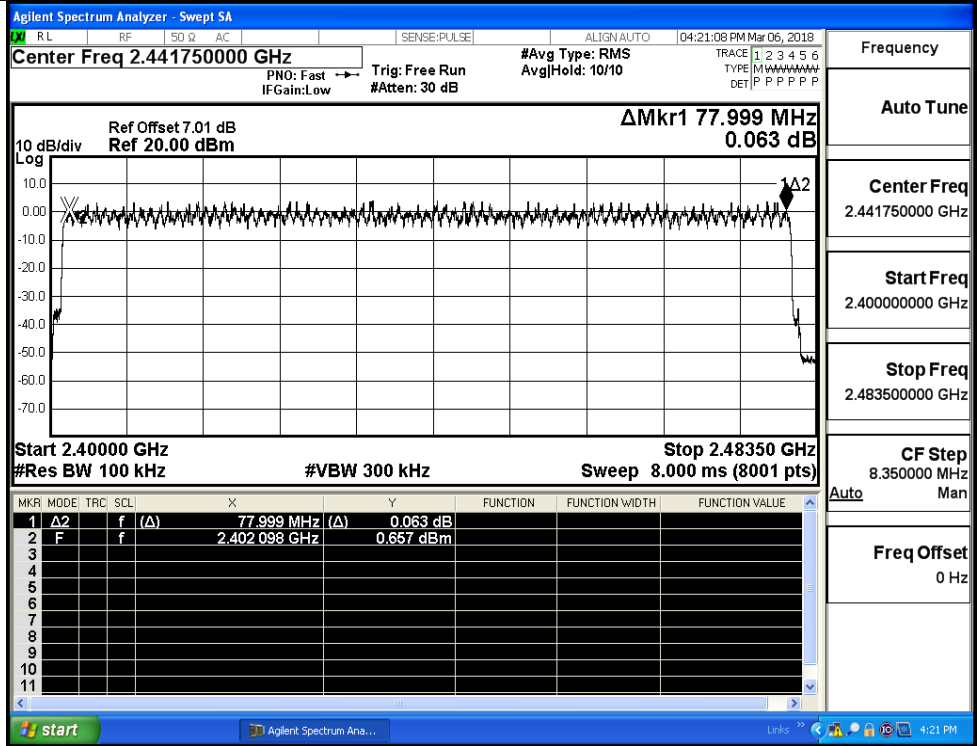 Agilent Spectrum Analyzer - Swept SA
LXI RL RF 50 Ω AC SENSE:PULSE ALIGN AUTO 04:21:08 PM Mar 06, 2018
Center Freq 2.441750000 GHz
PNO: Fast
IFGain:Low
Trig: Free Run
#Atten: 30 dB
#Avg Type: RMS
Avg|Hold: 10/10
TRACE 1 2 3 4 5 6
TYPE M WWWWW
DET P P P P P P
Ref Offset 7.01 dB
10 dB/div Ref 20.00 dBm
Log
ΔMkr1 77.999 MHz
0.063 dB
10.0
0.00
-10.0
-20.0
-30.0
-40.0
-50.0
-60.0
-70.0
1Δ2
Start 2.40000 GHz Stop 2.48350 GHz
#Res BW 100 kHz #VBW 300 kHz Sweep 8.000 ms (8001 pts)
MKR MODE TRC SCL X Y FUNCTION FUNCTION WIDTH FUNCTION VALUE
1 Δ2 f (Δ) 77.999 MHz (Δ) 0.063 dB
2 F f 2.402 098 GHz 0.657 dBm
3
4
5
6
7
8
9
10
11
Frequency
Auto Tune
Center Freq
2.441750000 GHz
Start Freq
2.400000000 GHz
Stop Freq
2.483500000 GHz
CF Step
8.350000 MHz
Auto Man
Freq Offset
0 Hz
start Agilent Spectrum Ana... Links » 4:21 PM